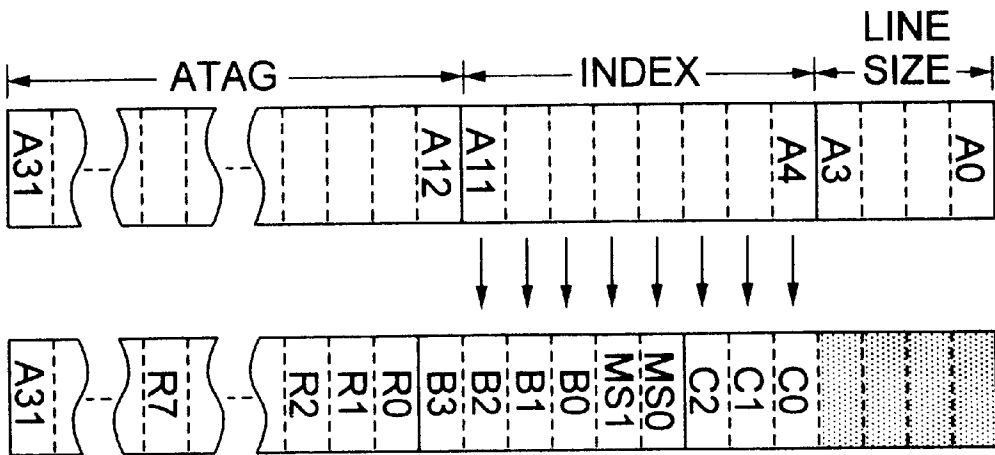 LINE
ATAG INDEX SIZE
A31 A12 A11 A4 A3 A0
A31 R7 R2 R1 R0 B3 B2 B1 B0 MS1 MS0 C2 C1 C0